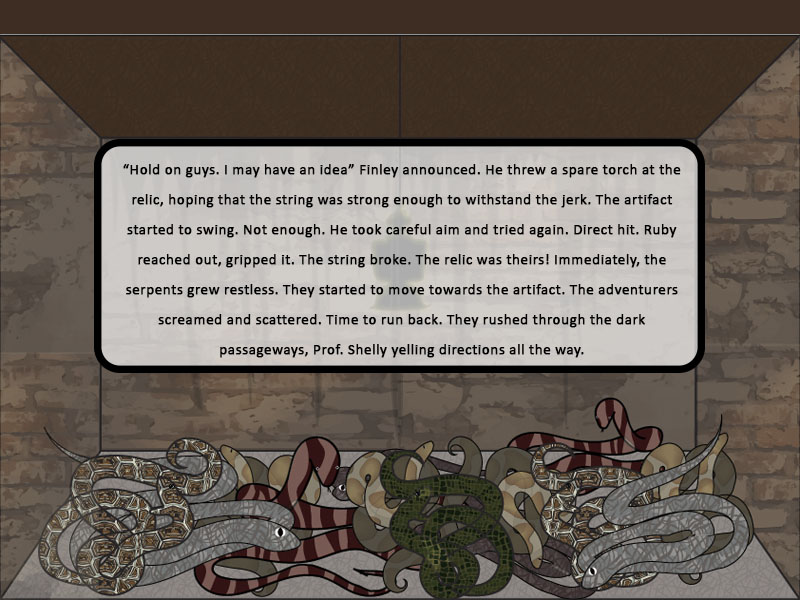 “Hold on guys. I may have an idea” Finley announced. He threw a spare torch at the
relic, hoping that the string was strong enough to withstand the jerk. The artifact
started to swing. Not enough. He took careful aim and tried again. Direct hit. Ruby
reached out, gripped it. The string broke. The relic was theirs! Immediately, the
serpents grew restless. They started to move towards the artifact. The adventurers
screamed and scattered. Time to run back. They rushed through the dark
passageways, Prof. Shelly yelling directions all the way.